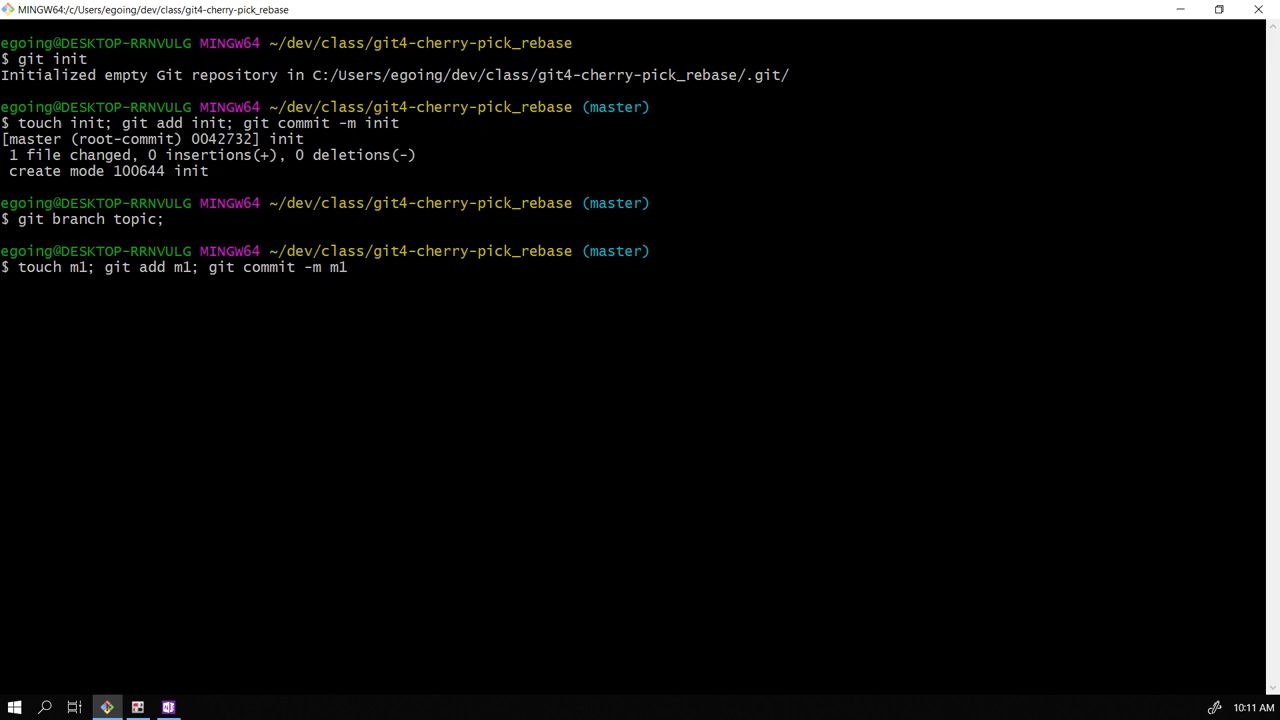 MINGW64:/c/Users/egoing/dev/class/git4-cherry-pick_rebase
egoing@DESKTOP-RRNVULG MINGW64 ~/dev/class/git4-cherry-pick_rebase
$ git init
Initialized empty Git repository in C:/Users/egoing/dev/class/git4-cherry-pick_rebase/.git/
egoing@DESKTOP-RRNVULG MINGW64 ~/dev/class/git4-cherry-pick_rebase (master)
$ touch init; git add init; git commit -m init
[master (root-commit) 0042732] init
1 file changed, 0 insertions(+), 0 deletions(-)
create mode 100644 init
egoing@DESKTOP-RRNVULG MINGW64 ~/dev/class/git4-cherry-pick_rebase (master)
$ git branch topic;
egoing@DESKTOP-RRNVULG MINGW64 ~/dev/class/git4-cherry-pick_rebase (master)
$ touch m1; git add m1; git commit -m m1
10:11 AM